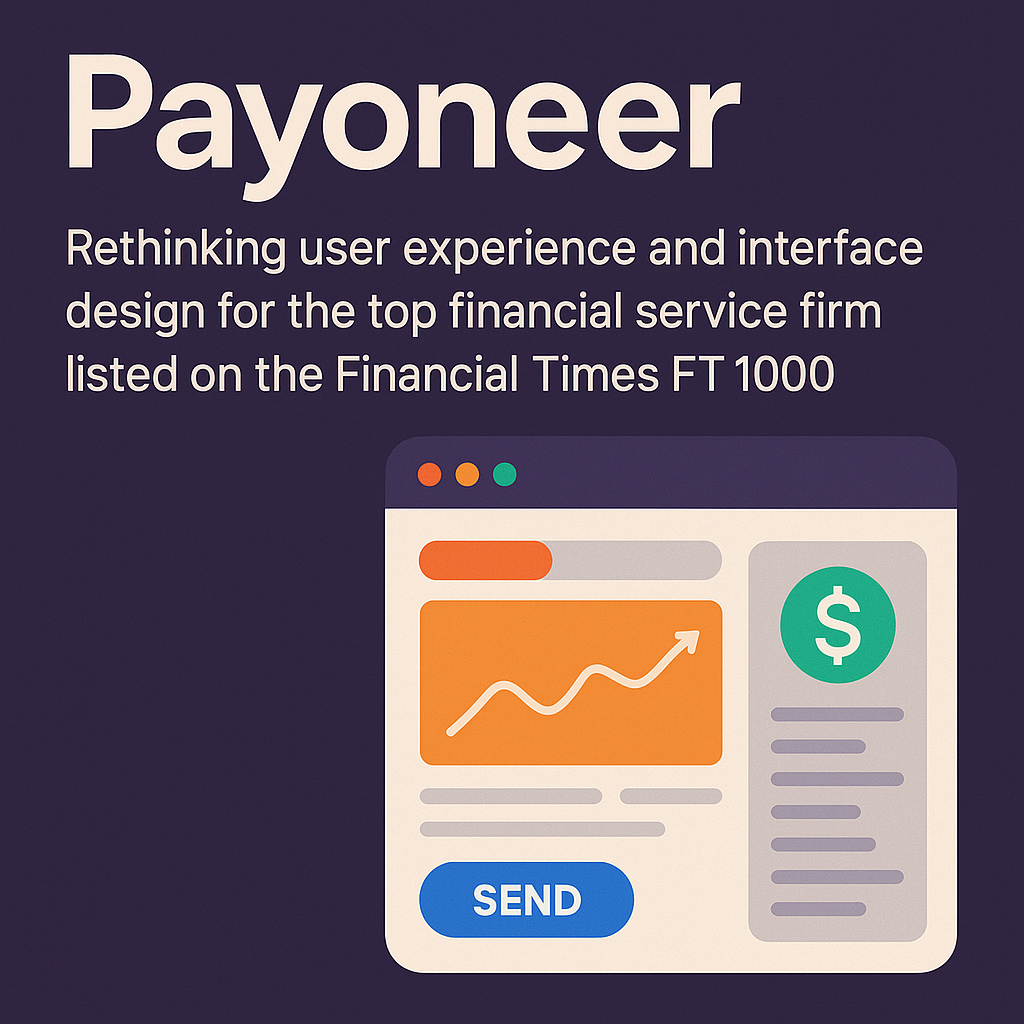 Payoneer
Rethinking user experience and interface
design for the top financial service firm
listed on the Financial Times FT 1000
$
SEND